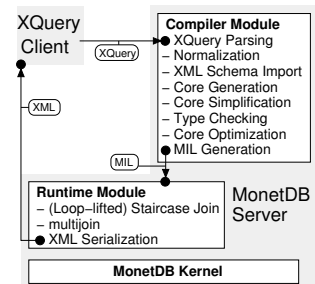 XQuery
Client
XQuery
Compiler Module
XQuery Parsing
– Normalization
– XML Schema Import
– Core Generation
– Core Simplification
– Type Checking
– Core Optimization
MIL Generation
XML
MIL
Runtime Module
– (Loop–lifted) Staircase Join
– multijoin
XML Serialization
MonetDB
Server
MonetDB Kernel